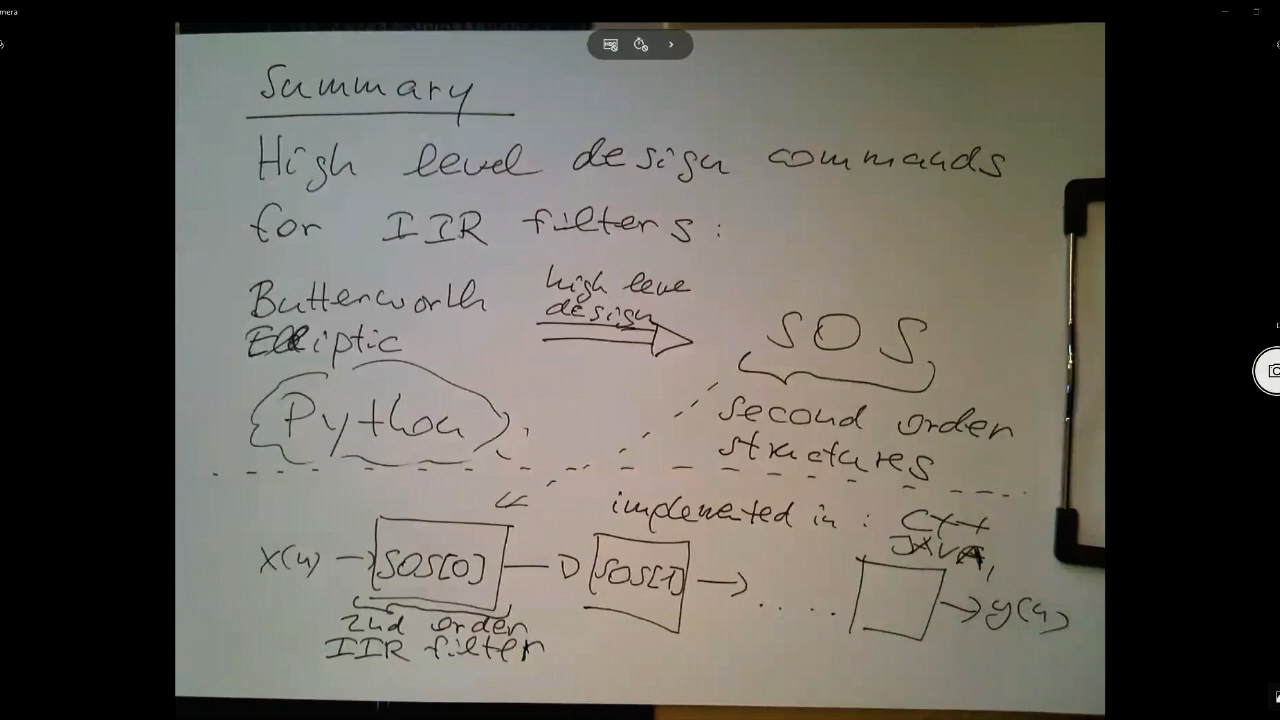 Summary
High level design commands
for IIR filters:
Butterworth
Elliptic
high leve
design
SOS
second order
structures
Python
implemented in : C++
JAVA,
x(n) → SOS[0] → SOS[1] → ..... → y(n)
2nd order
IIR filter